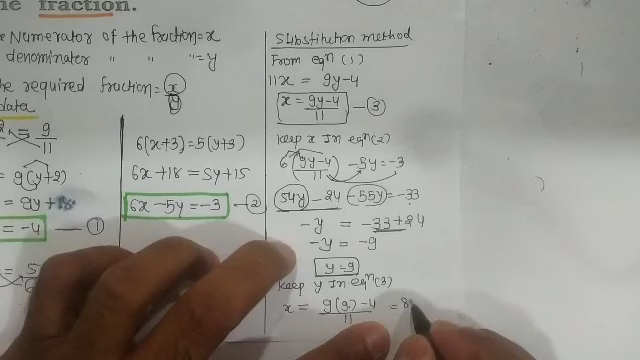 he fraction.
Numerator of the fraction = x
denominator " " " = y
he required fraction = x/y
data
9/11
9(y+2)
= 9y+18
= -4 — ①
= 5
6(x+3) = 5(y+3)
6x+18 = 5y+15
6x-5y = -3 — ②
Substitution method
From eqn (1)
11x = 9y-4
x = 9y-4/11 — ③
Keep x In eqn(2)
6(9y-4/11) -5y = -3
54y - 24 -55y = -33
-y = -33+24
-y = -9
y = 9
Keep y In eqn(3)
x = 9(9)-4/11 = 8